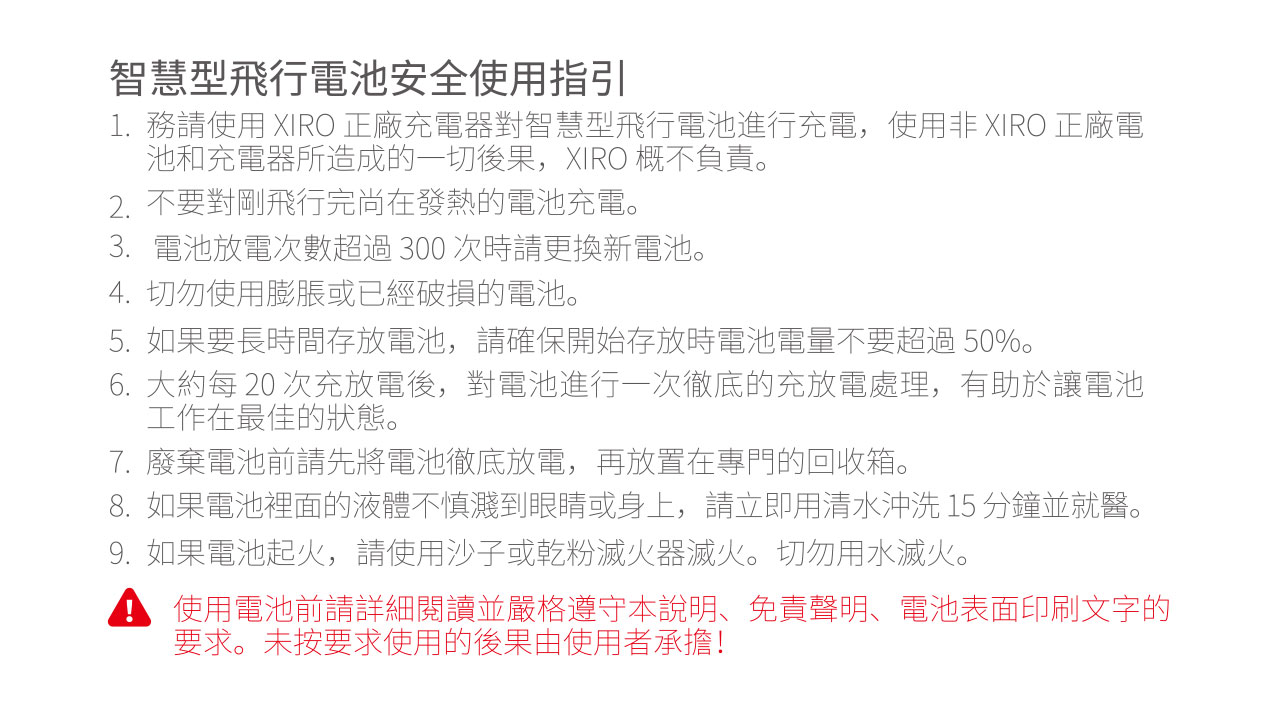 智慧型飛行電池安全使用指引
1. 務請使用 XIRO 正廠充電器對智慧型飛行電池進行充電，使用非 XIRO 正廠電
池和充電器所造成的一切後果，XIRO 概不負責。
2. 不要對剛飛行完尚在發熱的電池充電。
3. 電池放電次數超過 300 次時請更換新電池。
4. 切勿使用膨脹或已經破損的電池。
5. 如果要長時間存放電池，請確保開始存放時電池電量不要超過 50%。
6. 大約每 20 次充放電後，對電池進行一次徹底的充放電處理，有助於讓電池
工作在最佳的狀態。
7. 廢棄電池前請先將電池徹底放電，再放置在專門的回收箱。
8. 如果電池裡面的液體不慎濺到眼睛或身上，請立即用清水沖洗 15 分鐘並就醫。
9. 如果電池起火，請使用沙子或乾粉滅火器滅火。切勿用水滅火。
使用電池前請詳細閱讀並嚴格遵守本說明、免責聲明、電池表面印刷文字的
要求。未按要求使用的後果由使用者承擔！